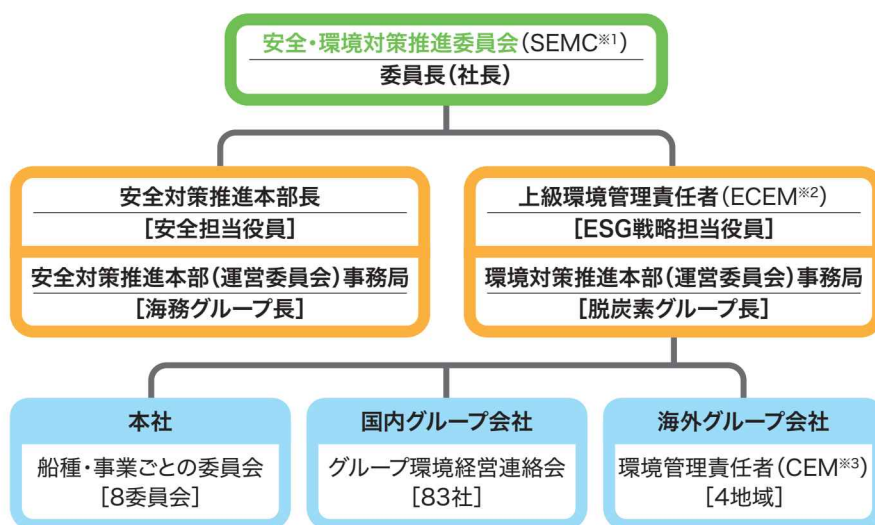 安全・環境対策推進委員会(SEMC※1)
委員長(社長)
安全対策推進本部長
[安全担当役員]
安全対策推進本部(運営委員会)事務局
[海務グループ長]
上級環境管理責任者(ECEM※2)
[ESG戦略担当役員]
環境対策推進本部(運営委員会)事務局
[脱炭素グループ長]
本社
船種・事業ごとの委員会
[8委員会]
国内グループ会社
グループ環境経営連絡会
[83社]
海外グループ会社
環境管理責任者(CEM※3)
[4地域]